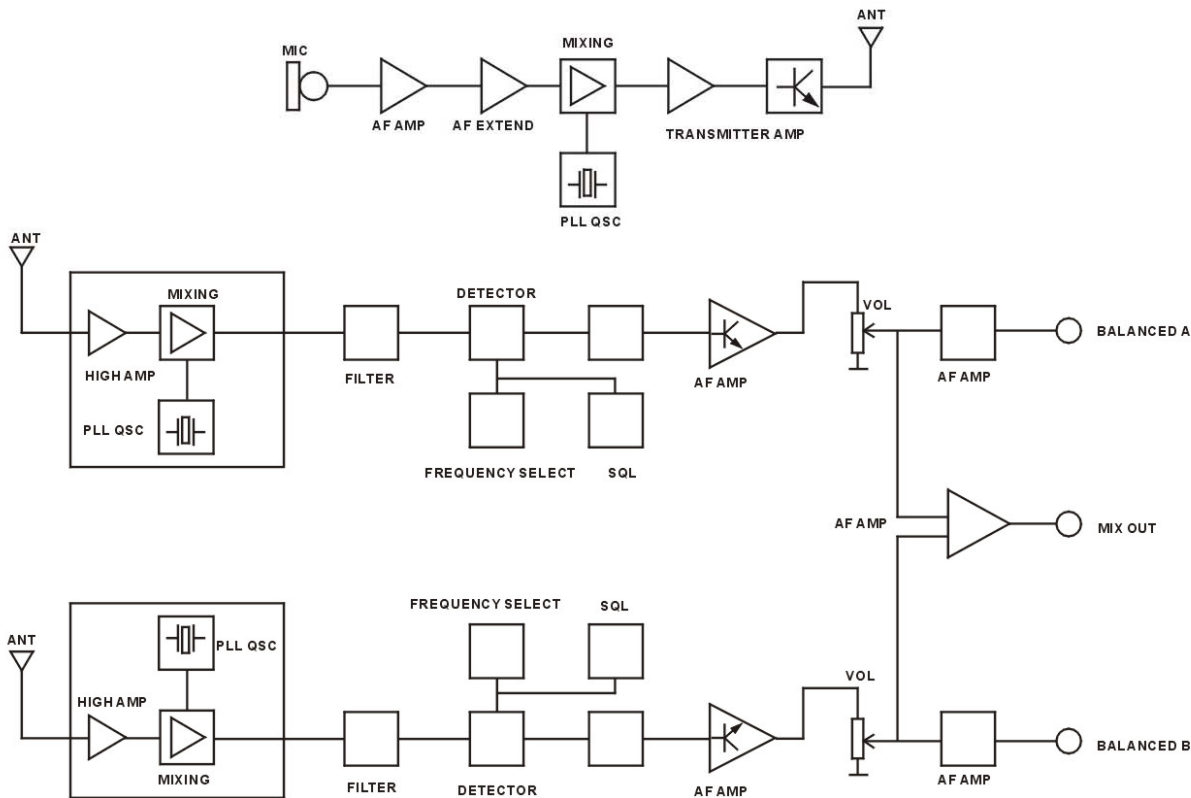 ANT
MIXING
MIC
AF AMP
AF EXTEND
TRANSMITTER AMP
PLL QSC
ANT
MIXING
DETECTOR
VOL
BALANCED A
HIGH AMP
FILTER
AF AMP
AF AMP
PLL QSC
FREQUENCY SELECT
SQL
AF AMP
MIX OUT
FREQUENCY SELECT
SQL
ANT
PLL QSC
VOL
HIGH AMP
BALANCED B
MIXING
FILTER
DETECTOR
AF AMP
AF AMP